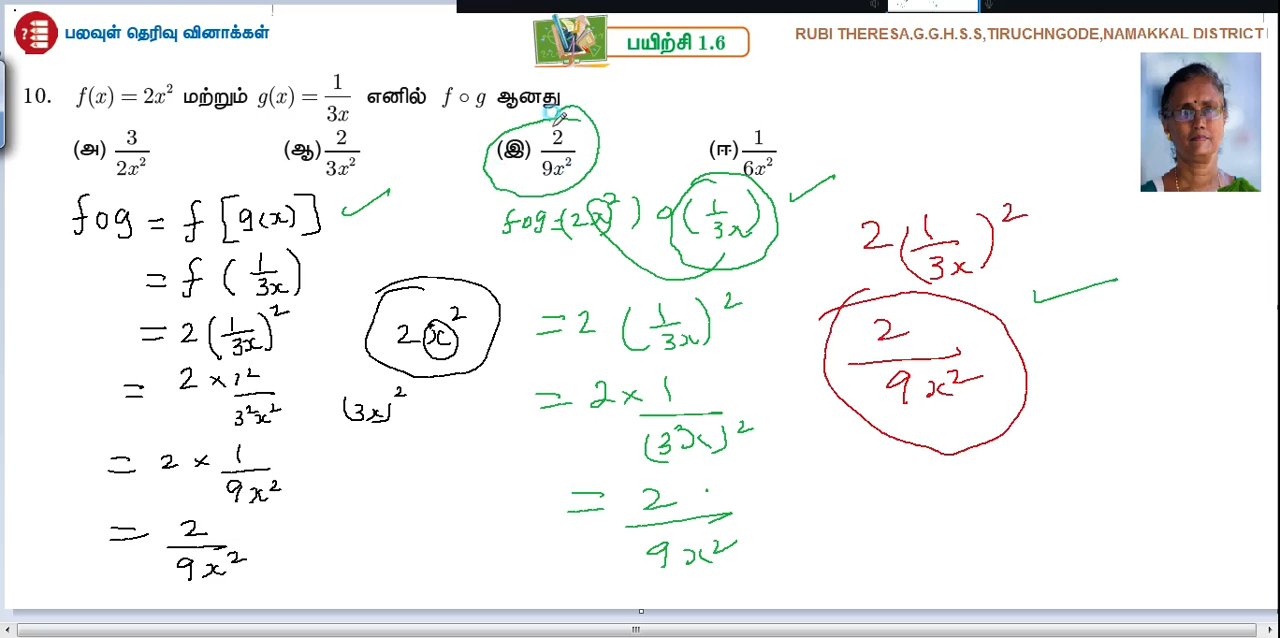 பலவுள் தெரிவு வினாக்கள்
பயிற்சி 1.6
RUBI THERESA,G.G.H.S.S,TIRUCHNGODE,NAMAKKAL DISTRICT
10. f(x) = 2x² மற்றும் g(x) = 1/3x எனில் f ∘ g ஆனது
(அ) 3/2x² (ஆ) 2/3x² (இ) 2/9x² (ஈ) 1/6x²
fog = f [g(x)]
= f (1/3x)
= 2 (1/3x)²
= 2 × 1²/3²x²
= 2 × 1/9x²
= 2/9x²
2x²
(3x)²
fog = (2x²) o (1/3x)
= 2 (1/3x)²
= 2 × 1/(3²x)²
= 2/9x²
2 (1/3x)²
2/9x²